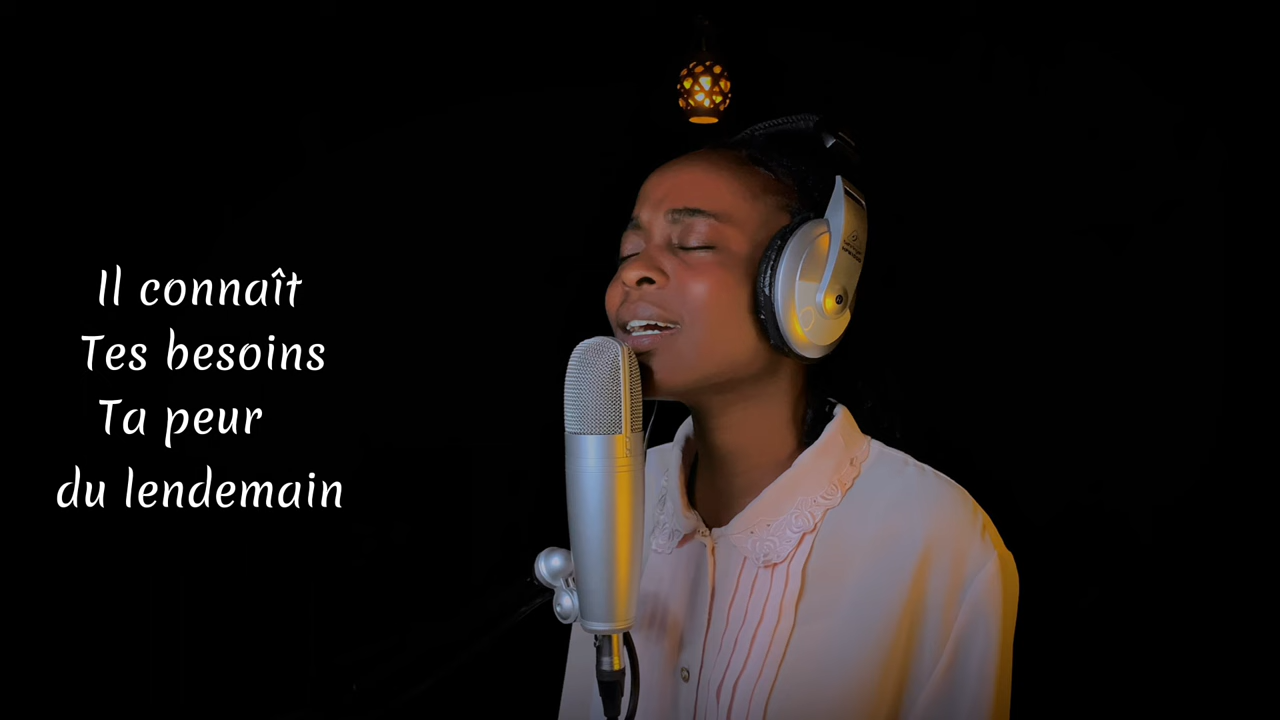 Il connaît
Tes besoins
Ta peur
du lendemain